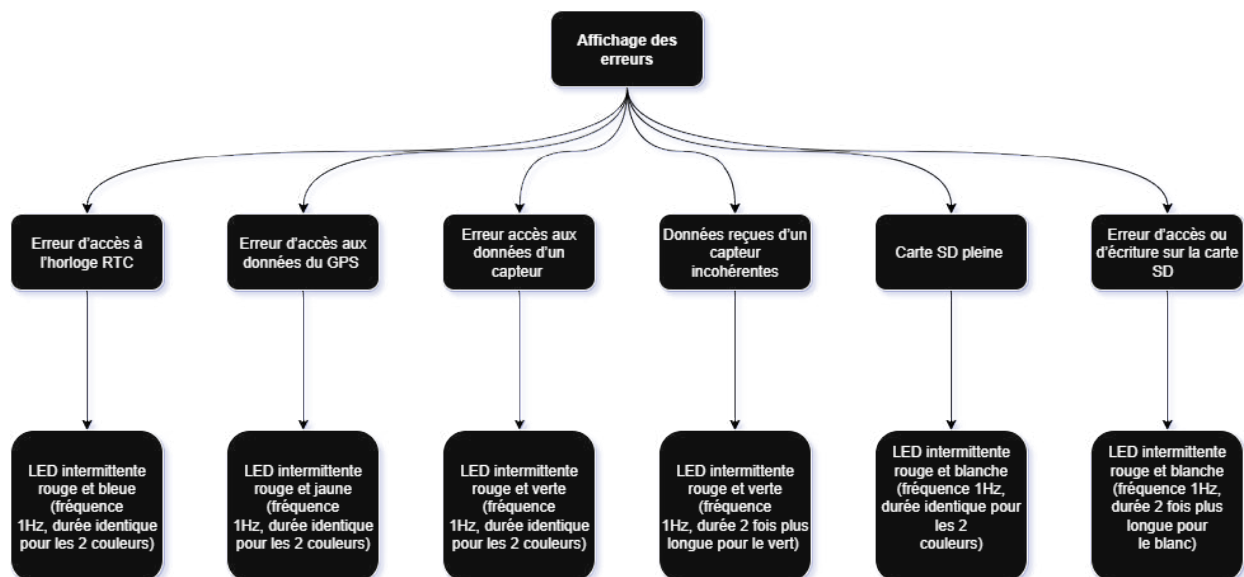 Affichage des
erreurs
Erreur d'accès à
l'horloge RTC
Erreur d'accès aux
données du GPS
Erreur accès aux
données d'un
capteur
Données reçues d'un
capteur
incohérentes
Carte SD pleine
Erreur d'accès ou
d'écriture sur la carte
SD
LED intermittente
rouge et bleue
(fréquence
1Hz, durée identique
pour les 2 couleurs)
LED intermittente
rouge et jaune
(fréquence
1Hz, durée identique
pour les 2 couleurs)
LED intermittente
rouge et verte
(fréquence
1Hz, durée identique
pour les 2 couleurs)
LED intermittente
rouge et verte
(fréquence
1Hz, durée 2 fois plus
longue pour le vert)
LED intermittente
rouge et blanche
(fréquence 1Hz,
durée identique pour
les 2
couleurs)
LED intermittente
rouge et blanche
(fréquence 1Hz,
durée 2 fois plus
longue pour
le blanc)